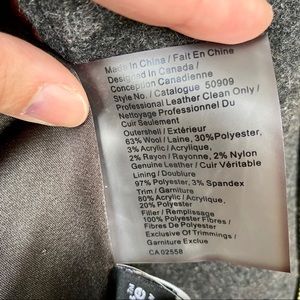 Made In China / Fait En Chine
Designed In Canada /
Conception Canadienne
Style No. / Catalogue 50909
Professional Leather Clean Only /
Nettoyage Professionnel Du
Cuir Seulement
Outershell / Extérieur
63% Wool / Laine, 30% Polyester,
3% Acrylic / Acrylique,
2% Rayon / Rayonne, 2% Nylon
Genuine Leather / Cuir Véritable
Lining / Doublure
97% Polyester, 3% Spandex
Trim / Garniture
80% Acrylic / Acrylique,
20% Polyester
Filler / Remplissage
100% Polyester Fibres /
Fibres De Polyester
Exclusive Of Trimmings /
Garniture Exclue
CA 02558